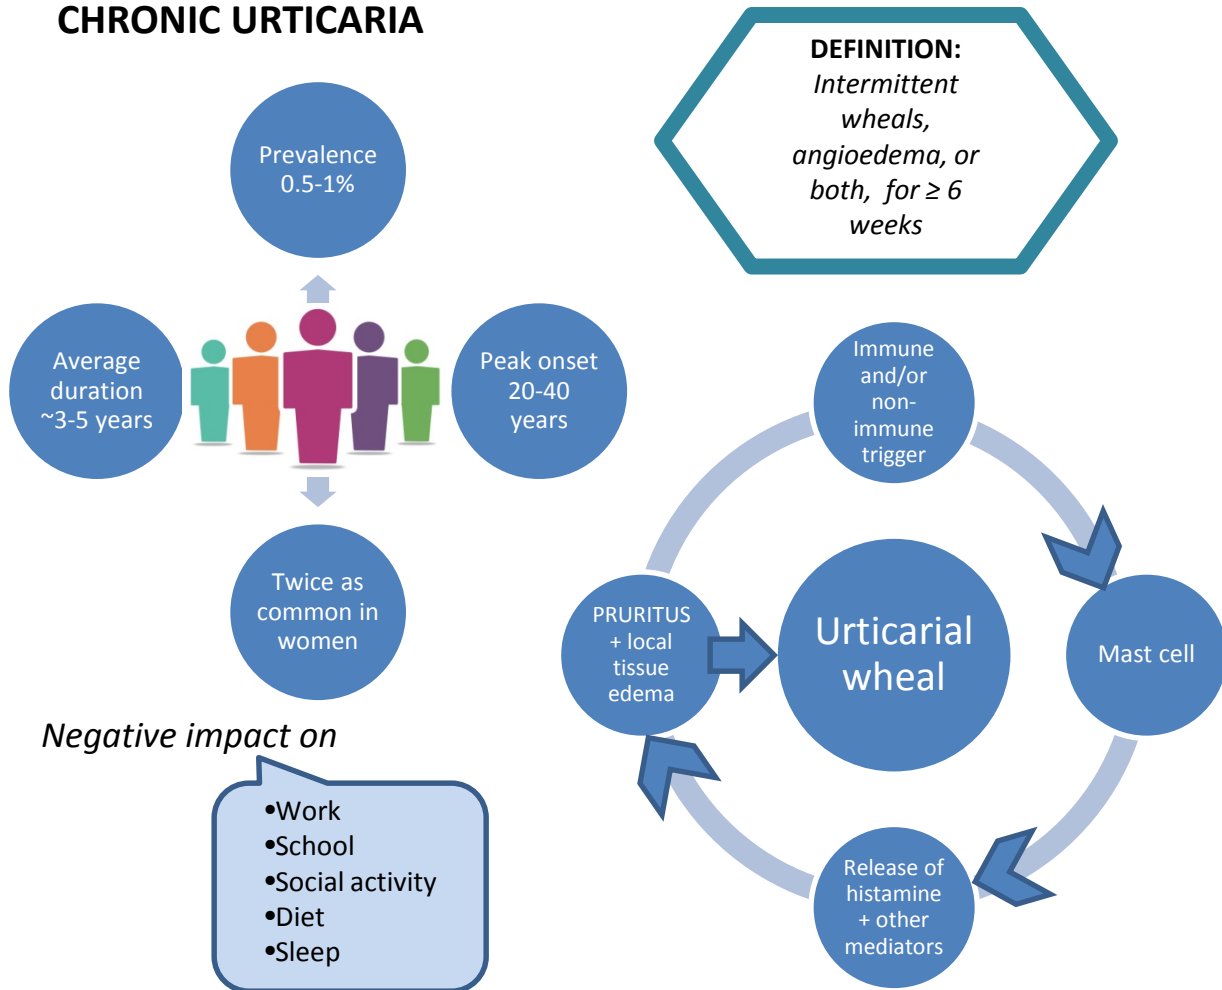 CHRONIC URTICARIA
DEFINITION:
Intermittent
wheals,
angioedema, or
both, for ≥ 6
weeks
Prevalence
0.5-1%
Average
duration
~3-5 years
Peak onset
20-40
years
Twice as
common in
women
Negative impact on
•Work
•School
•Social activity
•Diet
•Sleep
Immune
and/or
non-
immune
trigger
Mast cell
Release of
histamine
+ other
mediators
PRURITUS
+ local
tissue
edema
Urticarial
wheal